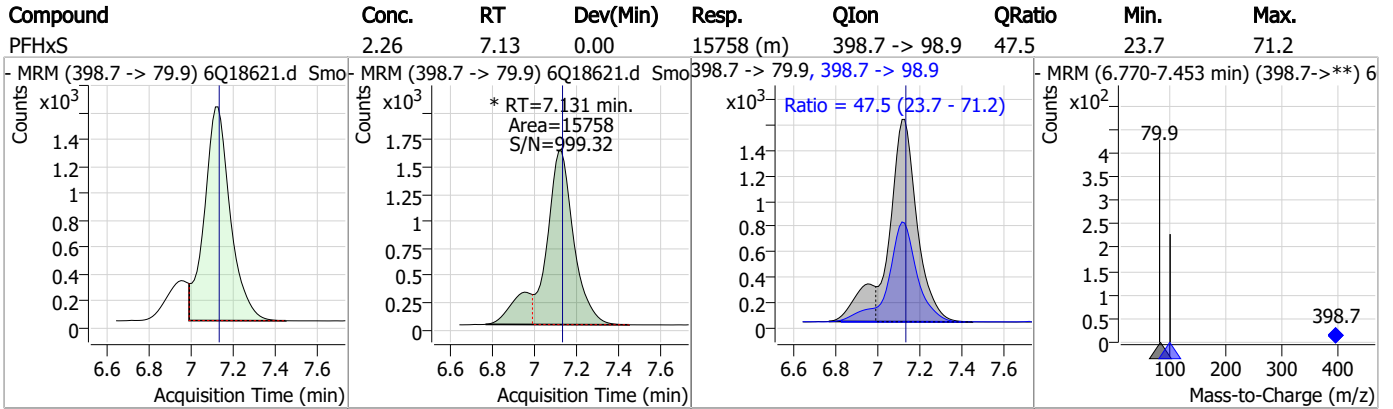 Compound Conc. RT Dev(Min) Resp. QIon QRatio Min. Max.
PFHxS 2.26 7.13 0.00 15758 (m) 398.7 -> 98.9 47.5 23.7 71.2
- MRM (398.7 -> 79.9) 6Q18621.d Smo
Counts
x10³
1.4
1.2
1
0.8
0.6
0.4
0.2
0
6.6 6.8 7 7.2 7.4 7.6
Acquisition Time (min)
- MRM (398.7 -> 79.9) 6Q18621.d Smo
Counts
x10³
* RT=7.131 min.
Area=15758
S/N=999.32
1.75
1.5
1.25
1
0.75
0.5
0.25
0
6.6 6.8 7 7.2 7.4 7.6
Acquisition Time (min)
398.7 -> 79.9, 398.7 -> 98.9
Counts
x10³
Ratio = 47.5 (23.7 - 71.2)
1.4
1.2
1
0.8
0.6
0.4
0.2
0
6.6 6.8 7 7.2 7.4 7.6
Acquisition Time (min)
- MRM (6.770-7.453 min) (398.7->**) 6
Counts
x10²
79.9
4
3.5
3
2.5
2
1.5
1
0.5
0
398.7
100 200 300 400
Mass-to-Charge (m/z)